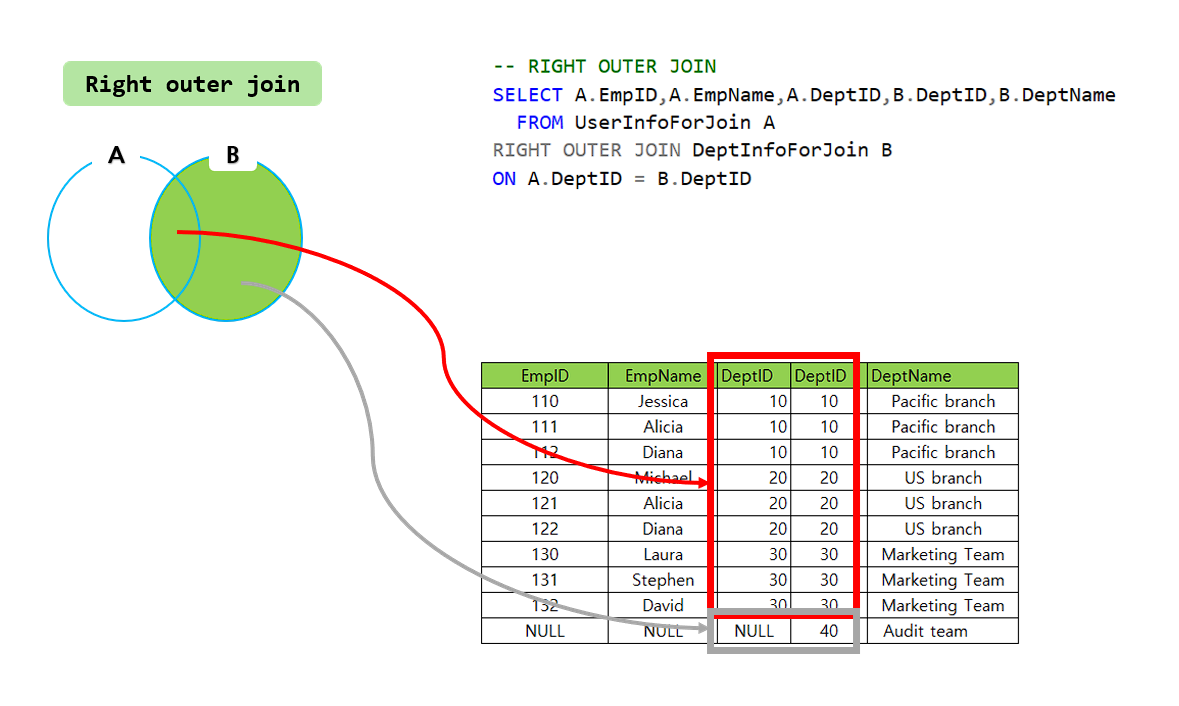 Right outer join
A
B
-- RIGHT OUTER JOIN
SELECT A.EmpID,A.EmpName,A.DeptID,B.DeptID,B.DeptName
FROM UserInfoForJoin A
RIGHT OUTER JOIN DeptInfoForJoin B
ON A.DeptID = B.DeptID
EmpID EmpName DeptID DeptID DeptName
110 Jessica 10 10 Pacific branch
111 Alicia 10 10 Pacific branch
112 Diana 10 10 Pacific branch
120 Michael 20 20 US branch
121 Alicia 20 20 US branch
122 Diana 20 20 US branch
130 Laura 30 30 Marketing Team
131 Stephen 30 30 Marketing Team
132 David 30 30 Marketing Team
NULL NULL NULL 40 Audit team